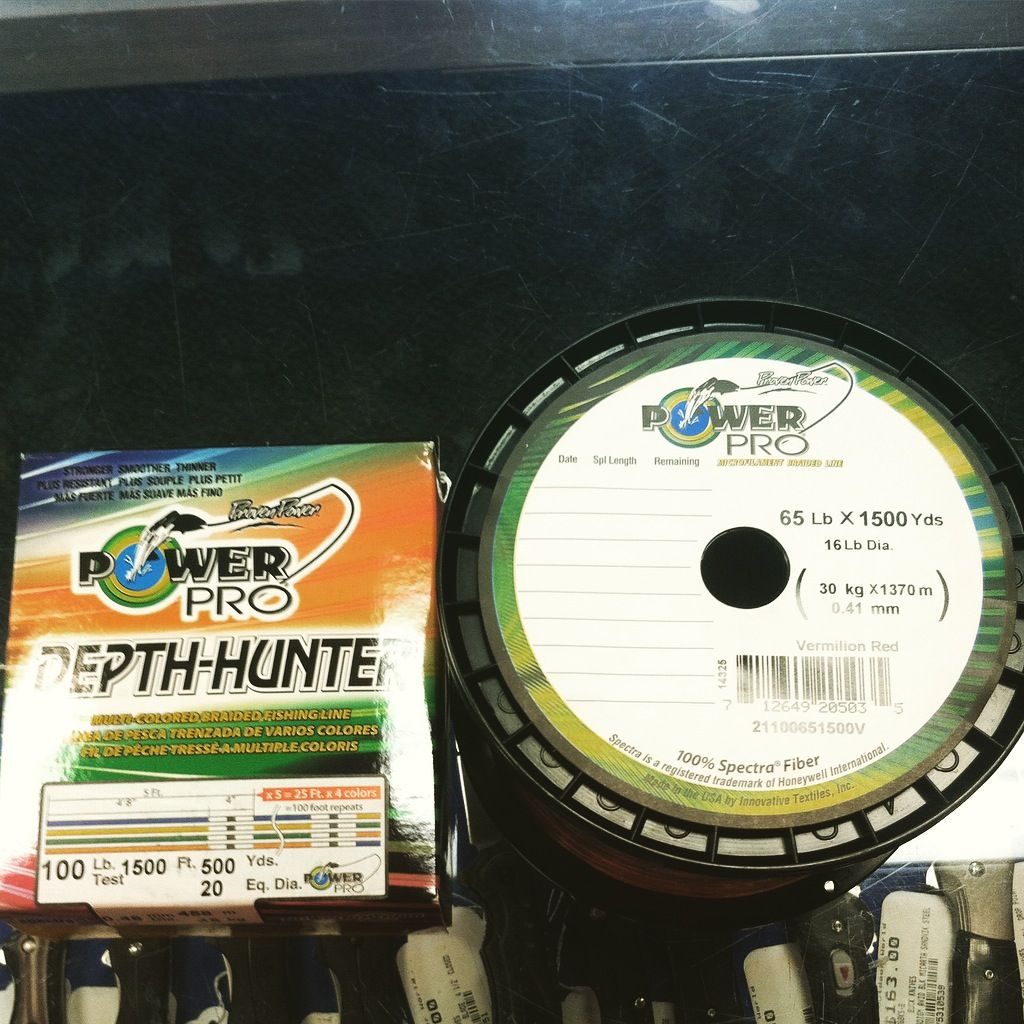 STRONGER SMOOTHER THINNER
PLUS RESISTANT PLUS SOUPLE PLUS PETIT
MÁS FUERTE MÁS SUAVE MÁS FINO
Proven Power
POWER
PRO
DEPTH-HUNTER
MULTI-COLORED BRAIDED FISHING LINE
LÍNEA DE PESCA TRENZADA DE VARIOS COLORES
FIL DE PÊCHE TRESSÉ A MULTIPLE COLORIS
5 Ft.
4'8"
4"
x 5 = 25 Ft. x 4 colors
=100 foot repeats
100 Lb. Test 1500 Ft. 500 Yds.
20 Eq. Dia.
POWER
PRO
Proven Power
POWER
PRO
MICROFILAMENT BRAIDED LINE
Date Spl Length Remaining
65 Lb X 1500 Yds
16 Lb Dia.
(30 kg X 1370 m
0.41 mm)
Vermilion Red
14325
7 12649 20503 5
21100651500V
100% Spectra® Fiber
Spectra is a registered trademark of Honeywell International.
Made in the USA by Innovative Textiles, Inc.
$163.00